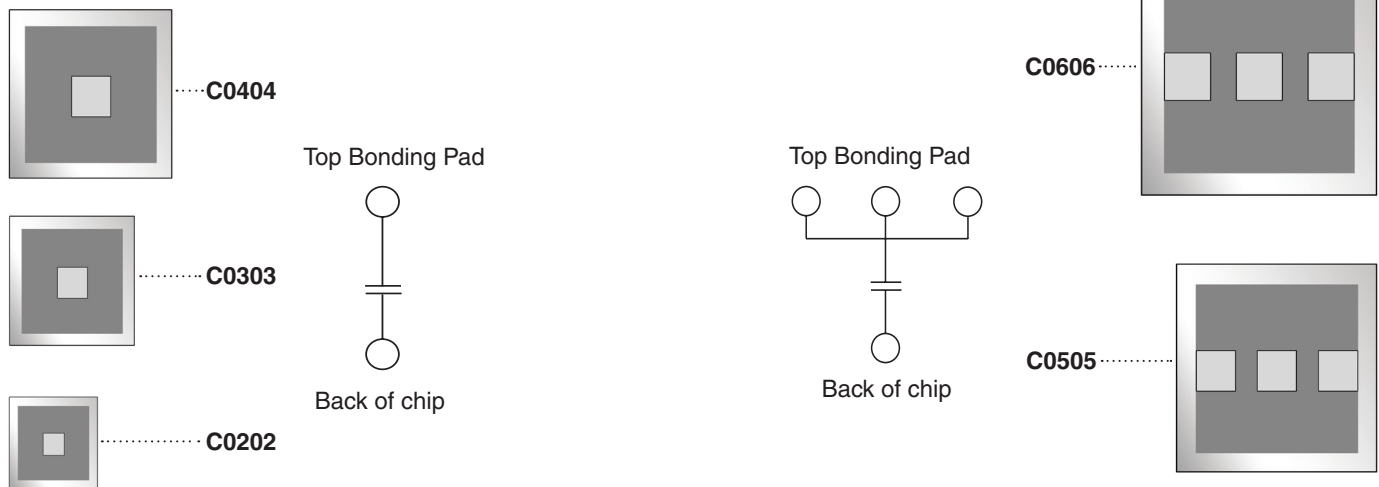 C0404
Top Bonding Pad
C0303
Back of chip
C0202
C0606
Top Bonding Pad
C0505
Back of chip